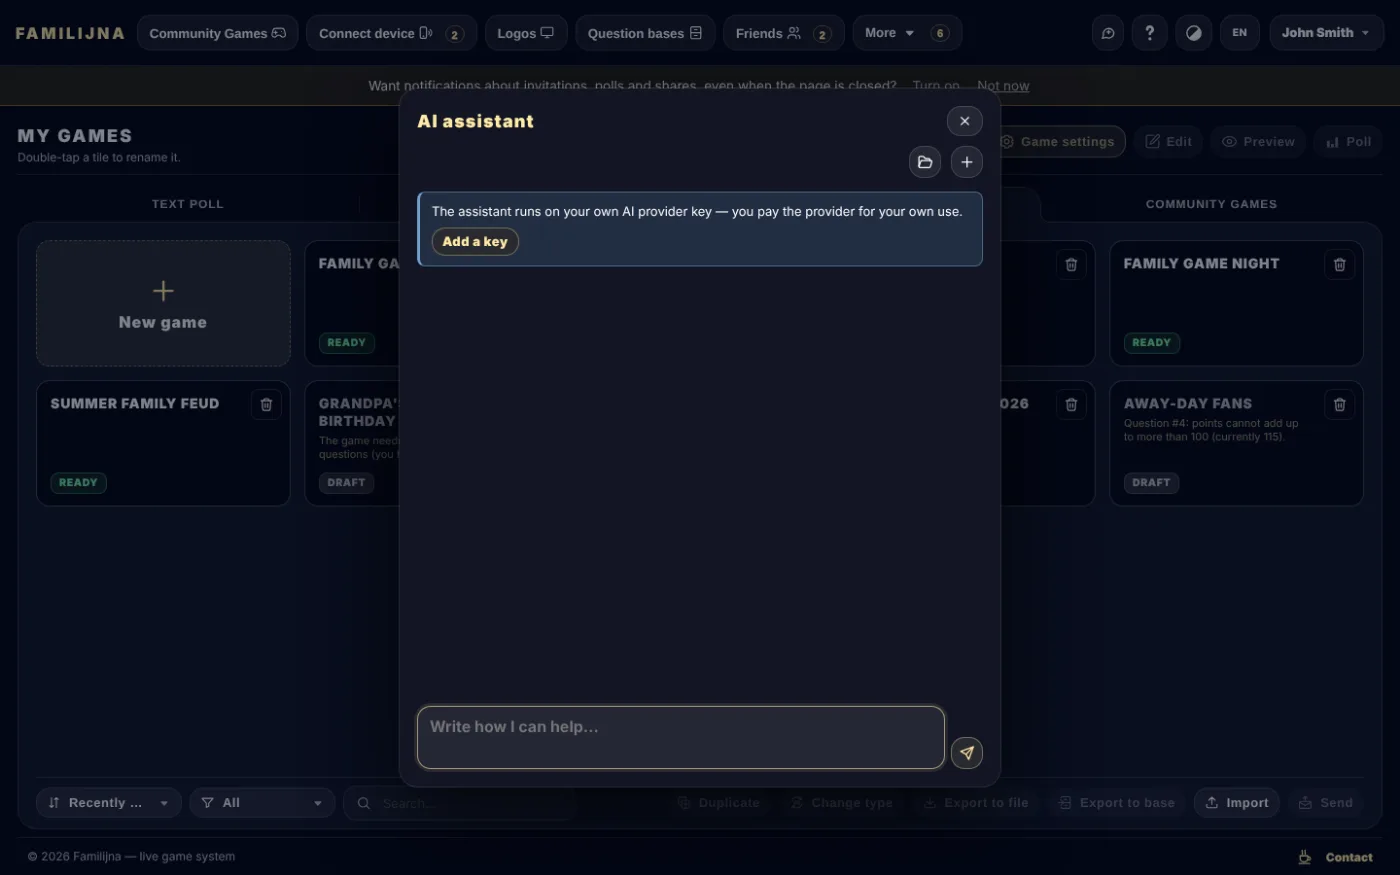 FAMILIJNA
Community Games
Connect device 2
Logos
Question bases
Friends 2
More 6
?
EN
John Smith
Want notifications about invitations, polls and shares, even when the page is closed? Turn on Not now
MY GAMES
Double-tap a tile to rename it.
Game settings
Edit
Preview
Poll
AI assistant
TEXT POLL
COMMUNITY GAMES
The assistant runs on your own AI provider key — you pay the provider for your own use.
Add a key
New game
FAMILY GA
READY
FAMILY GAME NIGHT
READY
SUMMER FAMILY FEUD
READY
GRANDPA'
BIRTHDAY
The game need
questions (you
DRAFT
026
AWAY-DAY FANS
Question #4: points cannot add up
to more than 100 (currently 115).
DRAFT
Write how I can help...
Recently ...
All
Search...
Duplicate
Change type
Export to file
Export to base
Import
Send
© 2026 Familijna — live game system
Contact